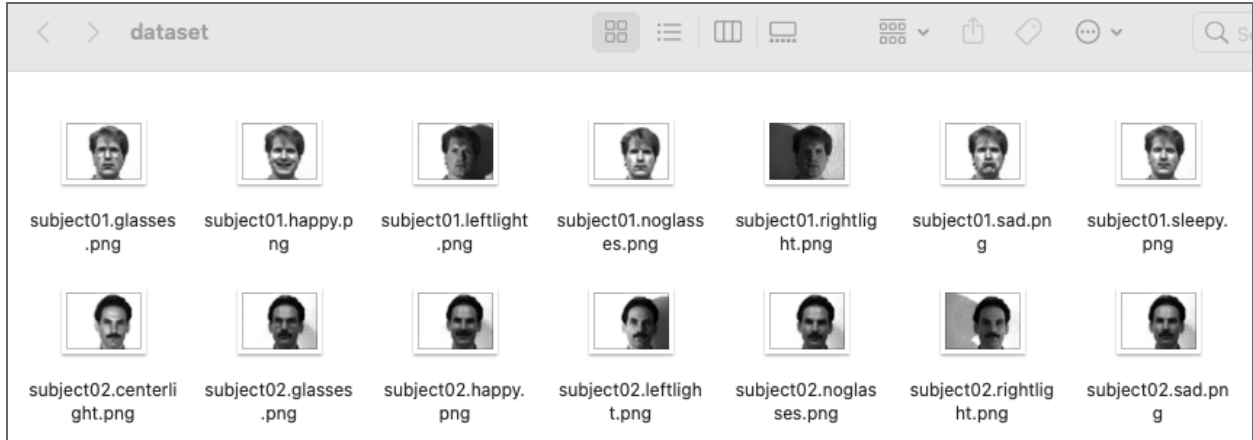 dataset
subject01.glasses
.png
subject01.happy.p
ng
subject01.leftlight
.png
subject01.noglass
es.png
subject01.rightlig
ht.png
subject01.sad.pn
g
subject01.sleepy.
png
subject02.centerli
ght.png
subject02.glasses
.png
subject02.happy.
png
subject02.leftligh
t.png
subject02.noglas
ses.png
subject02.rightlig
ht.png
subject02.sad.pn
g